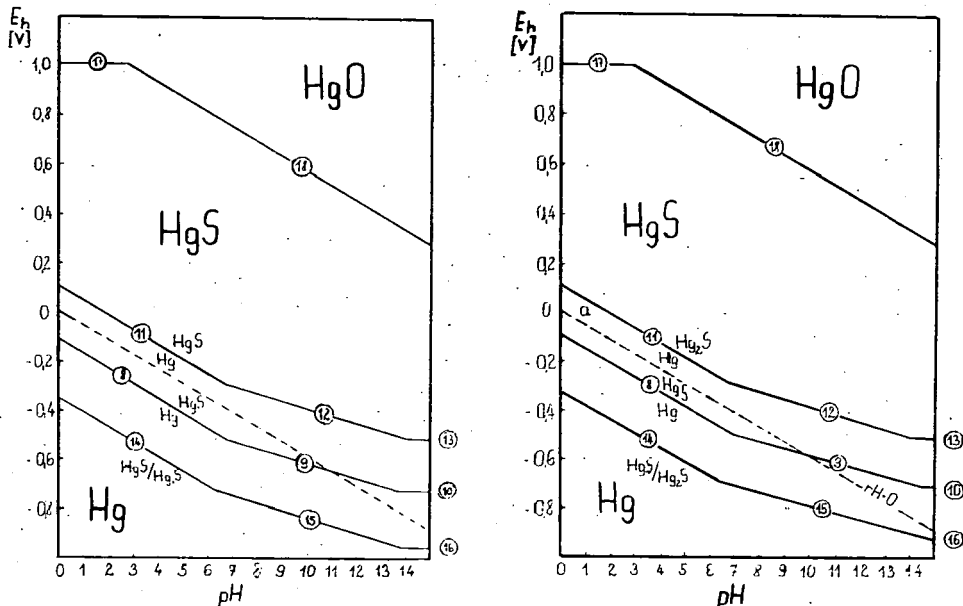 Eh
[V]
1,0
0,8
0,6
0,4
0,2
0
-0,2
-0,4
-0,6
17
HgO
18
HgS
11
HgS
Hg
8
HgS
Hg
12
13
9
10
14
HgS/Hg2S
15
16
Hg
0 1 2 3 4 5 6 7 8 9 10 11 12 13 14
pH
Eh
[V]
1,0
0,8
0,6
0,4
0,2
0
-0,2
-0,4
-0,6
-0,8
17
HgO
18
HgS
a
11
Hg2S
Hg
8
HgS
Hg
12
13
3
10
14
HgS/Hg2S
rH=0
15
16
Hg
0 1 2 3 4 5 6 7 8 9 10 11 12 13 14
pH